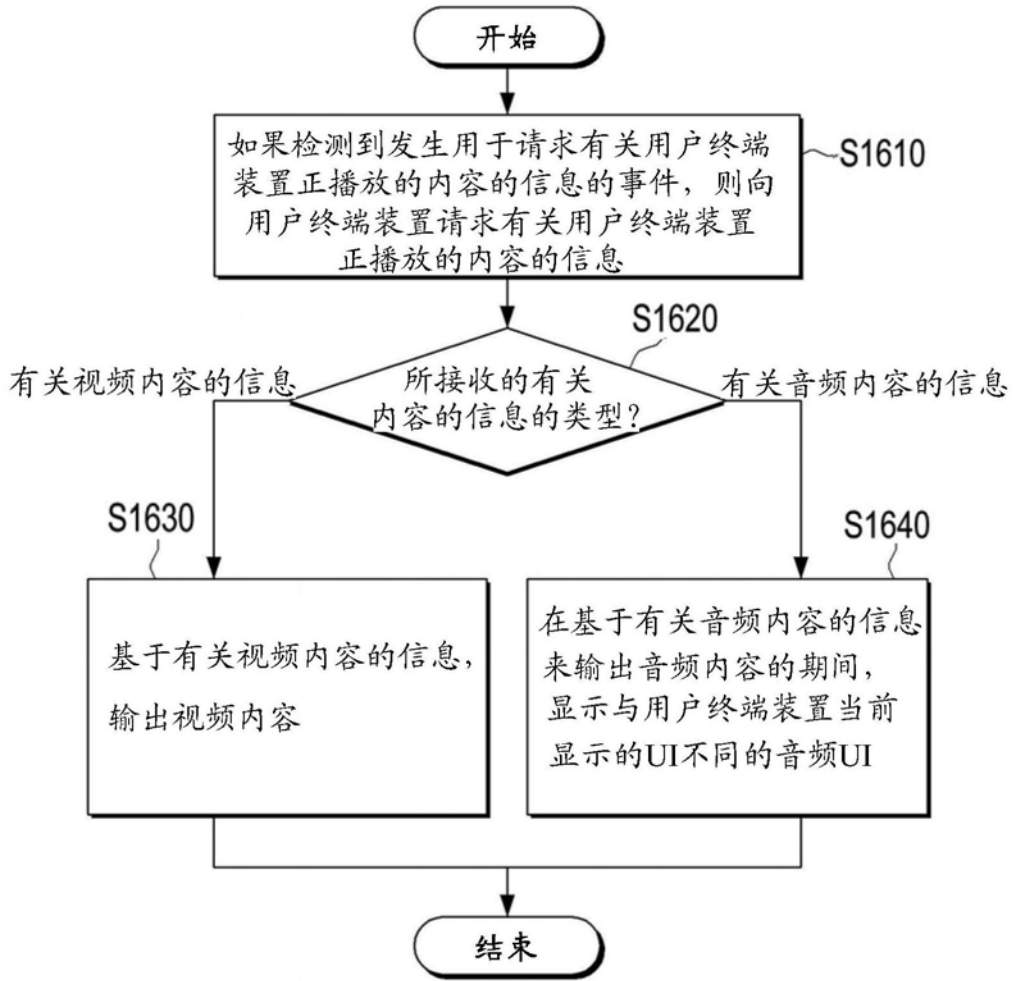 开始
如果检测到发生用于请求有关用户终端
装置正播放的内容的信息的事件，则向
用户终端装置请求有关用户终端装置
正播放的内容的信息
S1610
S1620
有关视频内容的信息
所接收的有关
内容的信息的类型？
有关音频内容的信息
S1630
S1640
基于有关视频内容的信息，
输出视频内容
在基于有关音频内容的信息
来输出音频内容的期间，
显示与用户终端装置当前
显示的UI不同的音频UI
结束